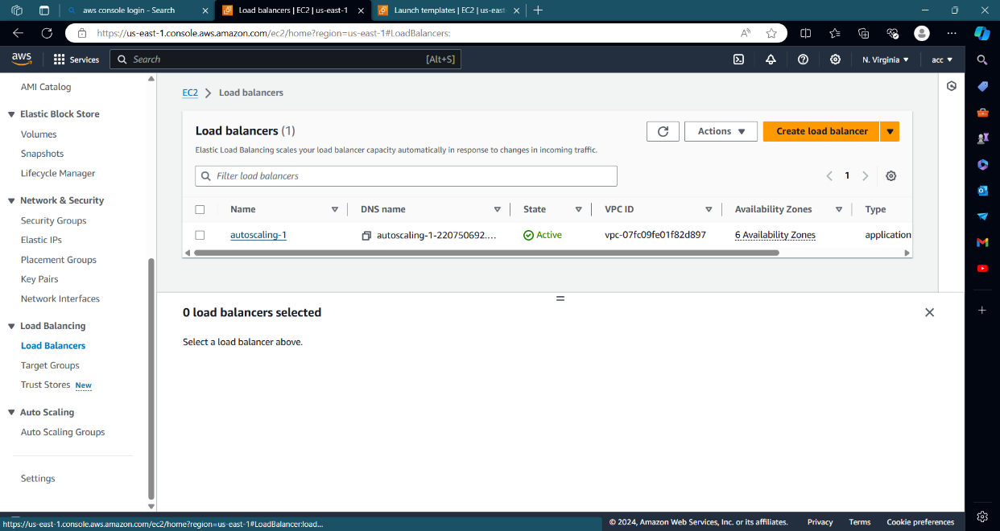 aws console login - Search
Load balancers | EC2 | us-east-1
Launch templates | EC2 | us-east
https://us-east-1.console.aws.amazon.com/ec2/home?region=us-east-1#LoadBalancers:
aws
Services
Search
[Alt+S]
N. Virginia
acc
AMI Catalog
Elastic Block Store
Volumes
Snapshots
Lifecycle Manager
Network & Security
Security Groups
Elastic IPs
Placement Groups
Key Pairs
Network Interfaces
Load Balancing
Load Balancers
Target Groups
Trust Stores New
Auto Scaling
Auto Scaling Groups
Settings
EC2 > Load balancers
Load balancers (1)
Actions
Create load balancer
Elastic Load Balancing scales your load balancer capacity automatically in response to changes in incoming traffic.
Filter load balancers
1
Name DNS name State VPC ID Availability Zones Type
autoscaling-1 autoscaling-1-220750692.... Active vpc-07fc09fe01f82d897 6 Availability Zones application
0 load balancers selected
Select a load balancer above.
https://us-east-1.console.aws.amazon.com/ec2/home?region=us-east-1#LoadBalancer:load...
© 2024, Amazon Web Services, Inc. or its affiliates.
Privacy
Terms
Cookie preferences